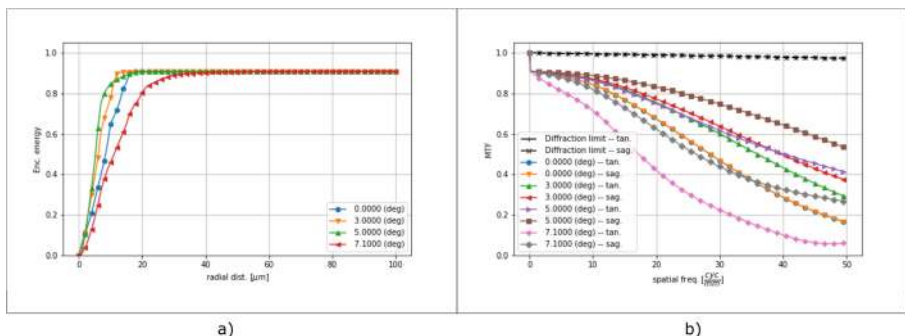 1.0
0.8
0.6
0.4
0.2
0.0
Enc. energy
0.0000 (deg)
3.0000 (deg)
5.0000 (deg)
7.1000 (deg)
0 20 40 60 80 100
radial dist. [μm]
a)
1.0
0.8
0.6
0.4
0.2
0.0
MTF
Diffraction limit -- tan.
Diffraction limit -- sag.
0.0000 (deg) -- tan.
0.0000 (deg) -- sag.
3.0000 (deg) -- tan.
3.0000 (deg) -- sag.
5.0000 (deg) -- tan.
5.0000 (deg) -- sag.
7.1000 (deg) -- tan.
7.1000 (deg) -- sag.
0 10 20 30 40 50
spatial freq. [cyc/mm]
b)